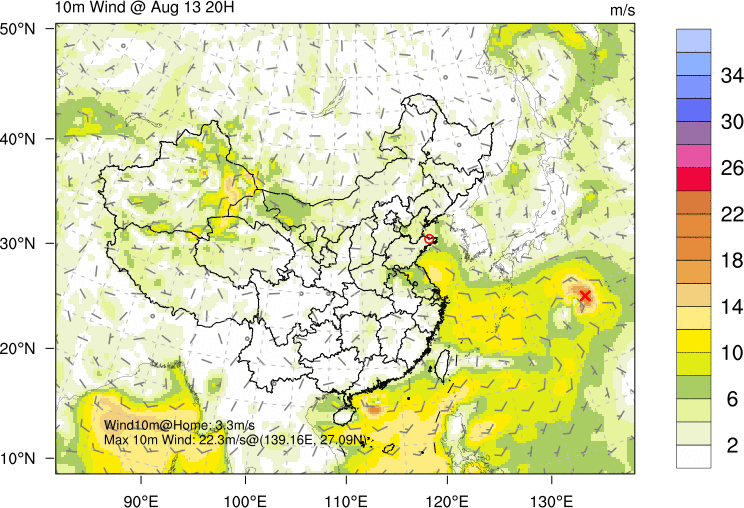 10m Wind @ Aug 13 20H
m/s
50°N
40°N
30°N
20°N
10°N
Wind10m@Home: 3.3m/s
Max 10m Wind: 22.3m/s@(139.16E, 27.09N)
90°E 100°E 110°E 120°E 130°E
34
30
26
22
18
14
10
6
2